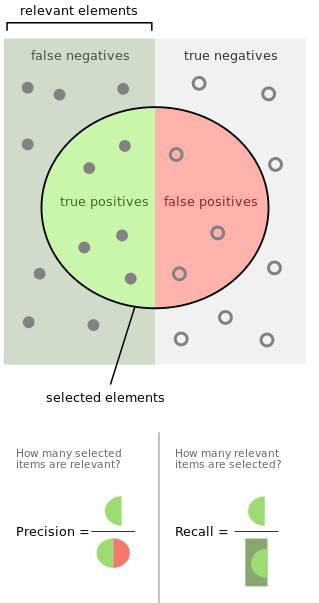 relevant elements
false negatives
true negatives
true positives
false positives
selected elements
How many selected
items are relevant?
How many relevant
items are selected?
Precision =
Recall =